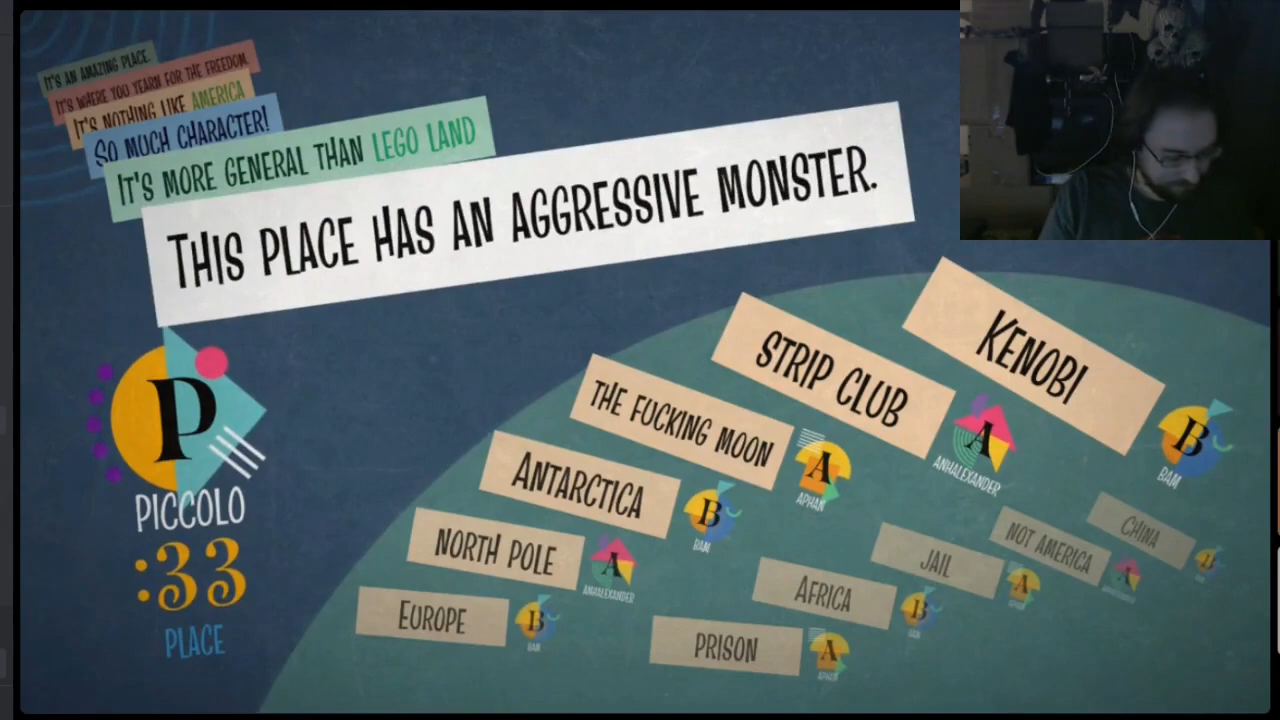 IT'S AN AMAZING PLACE.
IT'S WHERE YOU YEARN FOR THE FREEDOM.
IT'S NOTHING LIKE AMERICA
SO MUCH CHARACTER!
IT'S MORE GENERAL THAN LEGO LAND
THIS PLACE HAS AN AGGRESSIVE MONSTER.
P
PICCOLO
:33
PLACE
KENOBI
B
BAM
STRIP CLUB
A
ANHALEXANDER
THE FUCKING MOON
A
APHAN
ANTARCTICA
B
BAM
NORTH POLE
A
ANHALEXANDER
EUROPE
B
BAM
CHINA
B
NOT AMERICA
A
JAIL
A
APHAN
AFRICA
B
BAM
PRISON
A
APHAN